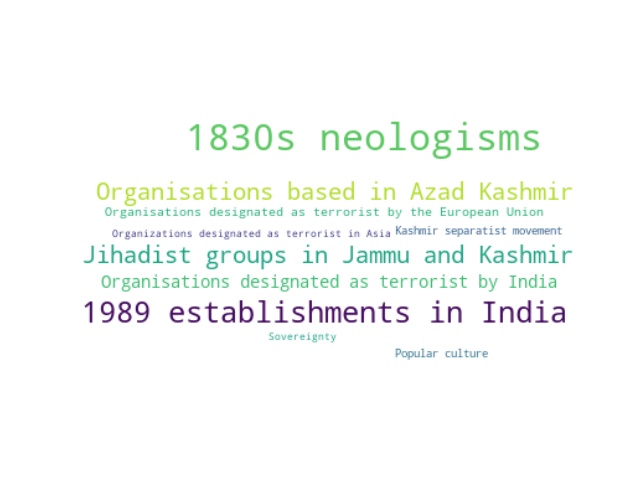 1830s neologisms
Organisations based in Azad Kashmir
Organisations designated as terrorist by the European Union
Organizations designated as terrorist in Asia
Kashmir separatist movement
Jihadist groups in Jammu and Kashmir
Organisations designated as terrorist by India
1989 establishments in India
Sovereignty
Popular culture